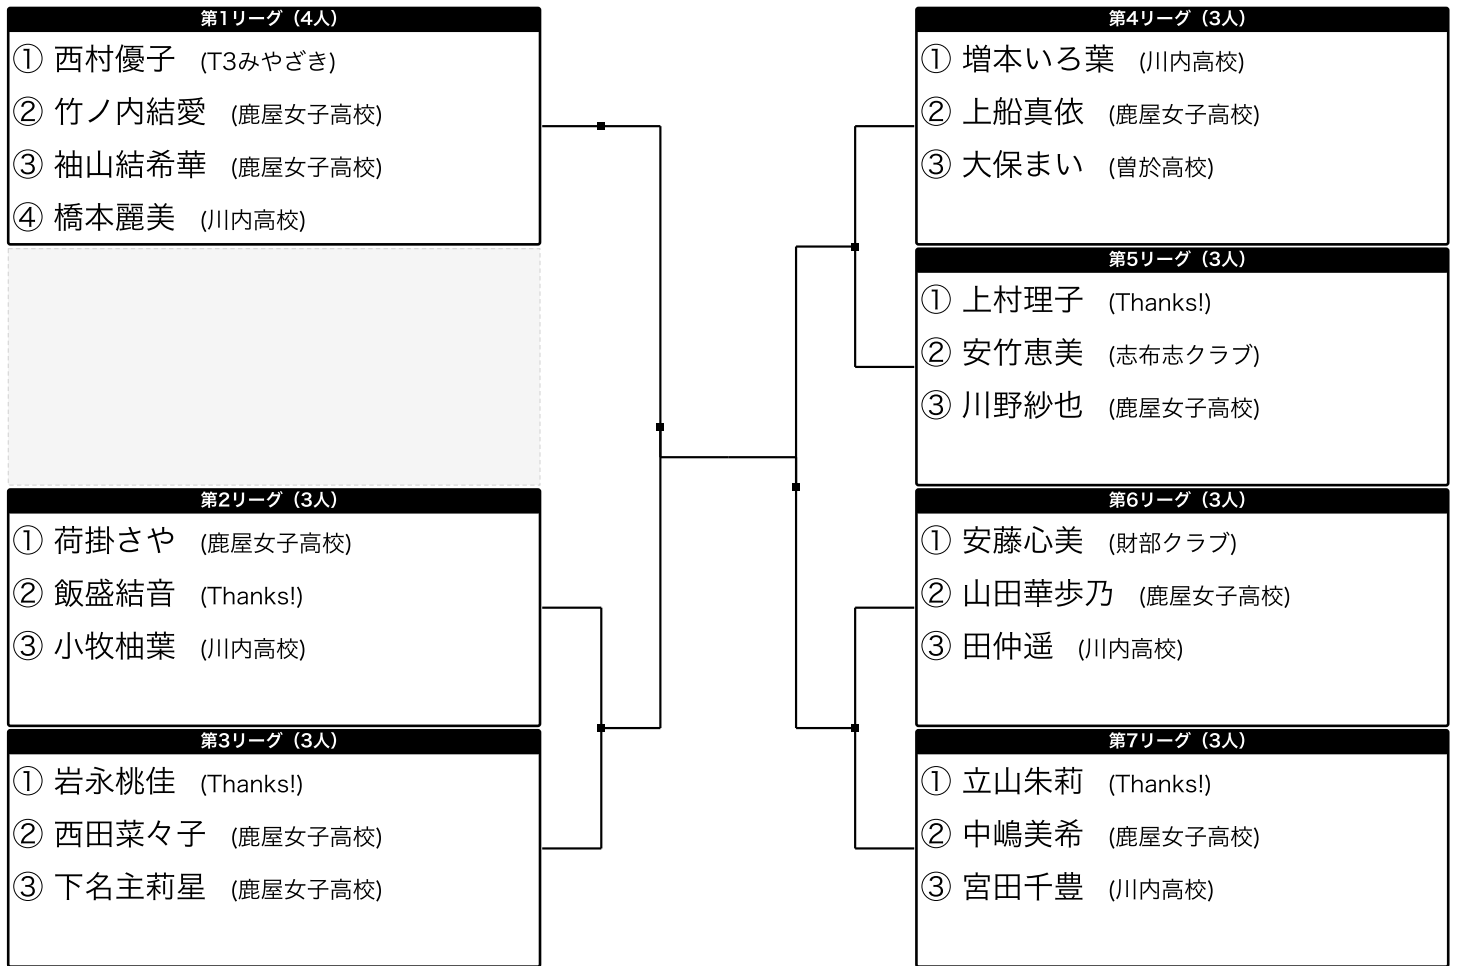 第1リーグ（4人）
① 西村優子 (T3みやざき)
② 竹ノ内結愛 (鹿屋女子高校)
③ 袖山結希華 (鹿屋女子高校)
④ 橋本麗美 (川内高校)
第2リーグ（3人）
① 荷掛さや (鹿屋女子高校)
② 飯盛結音 (Thanks!)
③ 小牧柚葉 (川内高校)
第3リーグ（3人）
① 岩永桃佳 (Thanks!)
② 西田菜々子 (鹿屋女子高校)
③ 下名主莉星 (鹿屋女子高校)
第4リーグ（3人）
① 増本いろ葉 (川内高校)
② 上船真依 (鹿屋女子高校)
③ 大保まい (曽於高校)
第5リーグ（3人）
① 上村理子 (Thanks!)
② 安竹恵美 (志布志クラブ)
③ 川野紗也 (鹿屋女子高校)
第6リーグ（3人）
① 安藤心美 (財部クラブ)
② 山田華歩乃 (鹿屋女子高校)
③ 田仲遥 (川内高校)
第7リーグ（3人）
① 立山朱莉 (Thanks!)
② 中嶋美希 (鹿屋女子高校)
③ 宮田千豊 (川内高校)